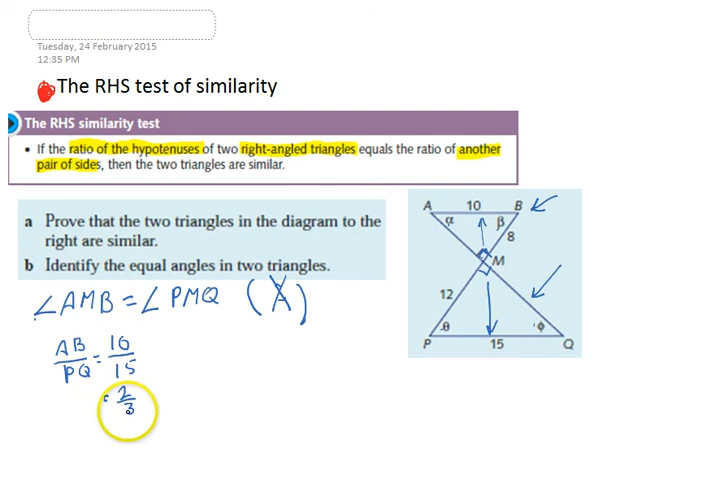 Tuesday, 24 February 2015
12:35 PM
The RHS test of similarity
The RHS similarity test
• If the ratio of the hypotenuses of two right-angled triangles equals the ratio of another
pair of sides, then the two triangles are similar.
a Prove that the two triangles in the diagram to the
right are similar.
b Identify the equal angles in two triangles.
A 10 B
α β
8
M
12
θ φ
P 15 Q
∠AMB = ∠PMQ (X)
AB/PQ = 10/15
= 2/3